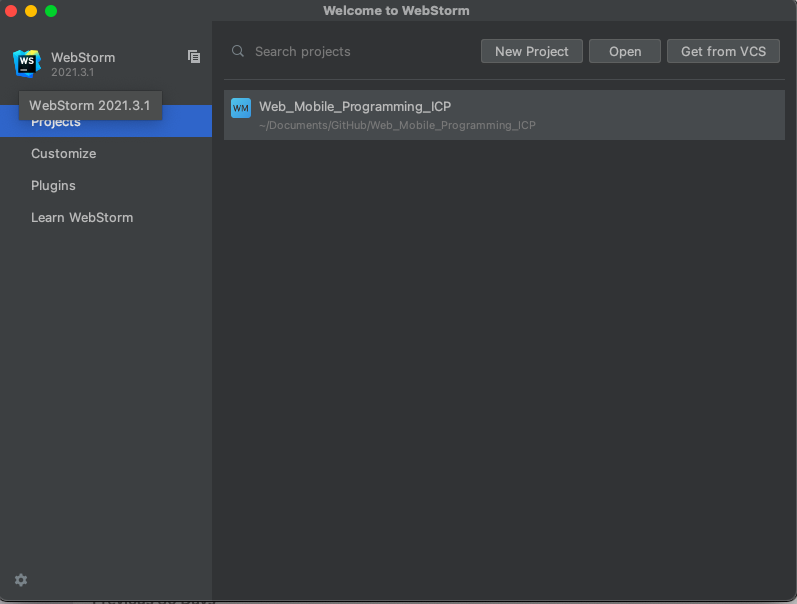 Welcome to WebStorm
WS
WebStorm
2021.3.1
WebStorm 2021.3.1
Projects
Customize
Plugins
Learn WebStorm
Search projects
New Project
Open
Get from VCS
WM
Web_Mobile_Programming_ICP
~/Documents/GitHub/Web_Mobile_Programming_ICP